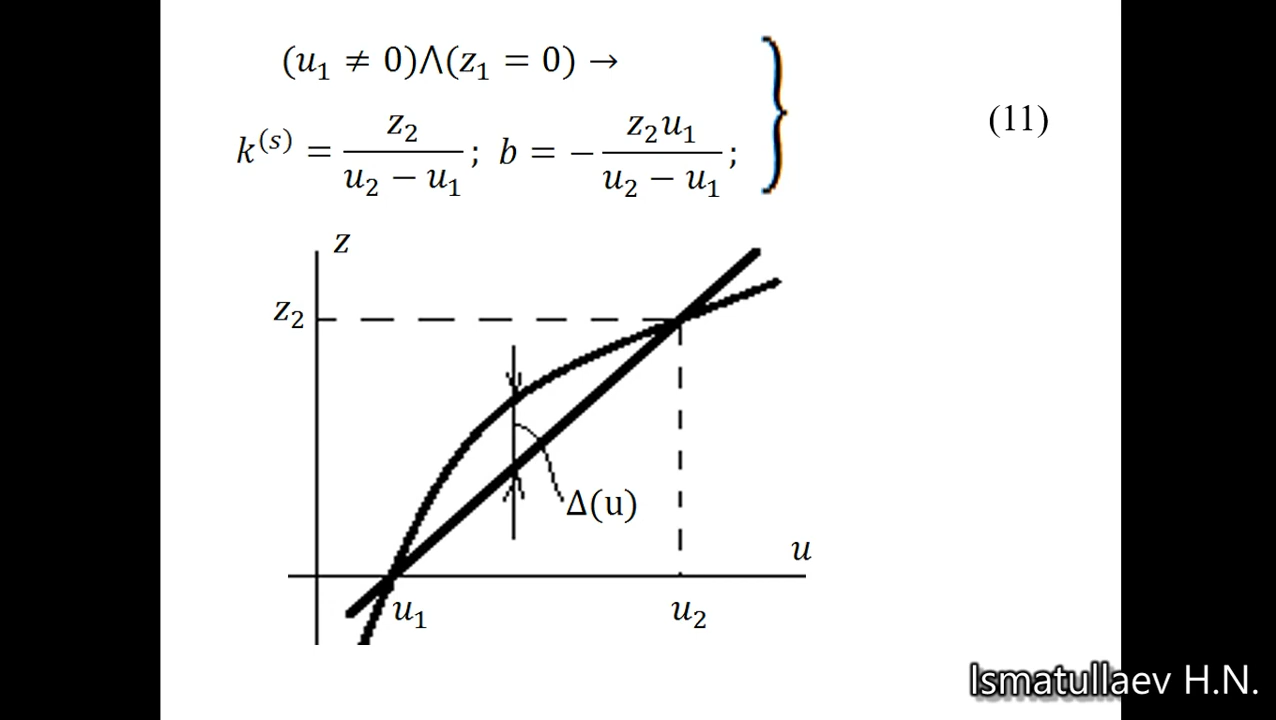 (u₁ ≠ 0)⋀(z₁ = 0) →
k⁽ˢ⁾ = z₂ / (u₂ − u₁); b = − z₂u₁ / (u₂ − u₁);
(11)
z
z₂
Δ(u)
u
u₁
u₂
Ismatullaev H.N.